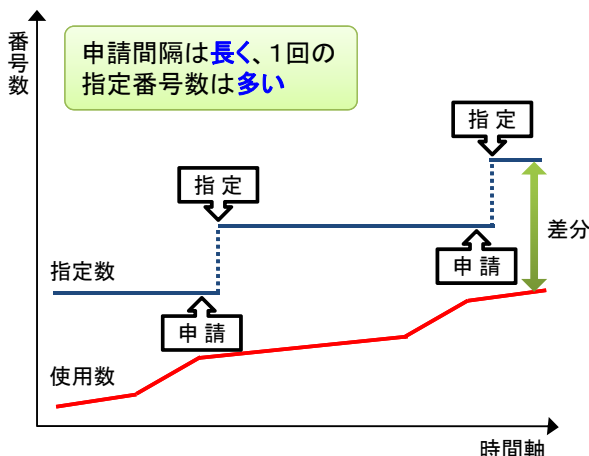 番号数
申請間隔は長く、1回の
指定番号数は多い
指 定
指 定
差分
申 請
指定数
申 請
使用数
時間軸